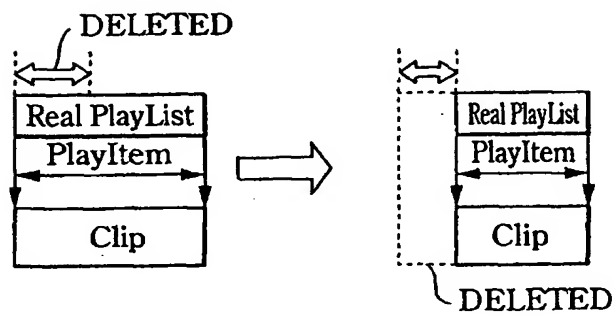 DELETED
Real PlayList
PlayItem
Clip
Real PlayList
PlayItem
Clip
DELETED